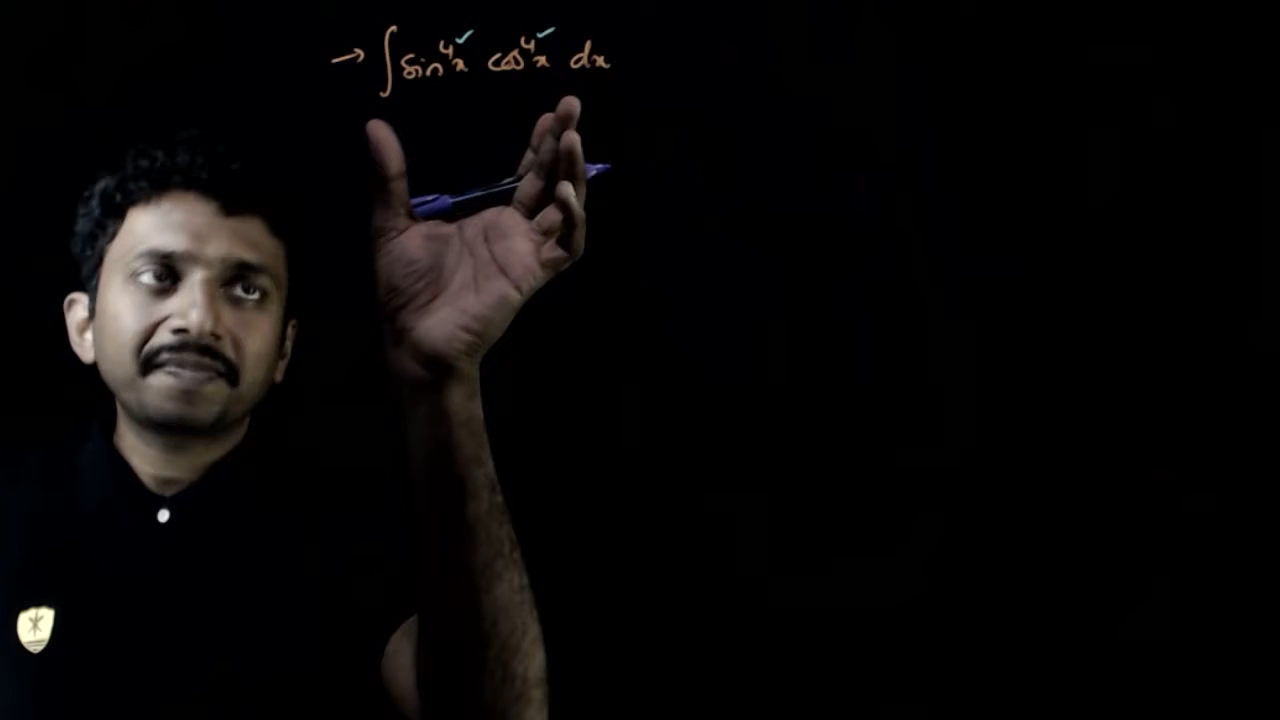 → ∫ sin⁴x cos⁴x dx